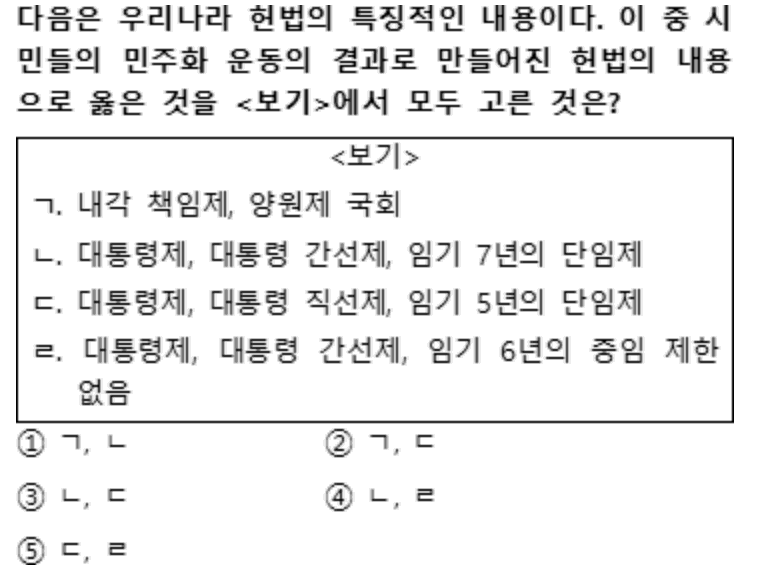 다음은 우리나라 헌법의 특징적인 내용이다. 이 중 시
민들의 민주화 운동의 결과로 만들어진 헌법의 내용
으로 옳은 것을 <보기>에서 모두 고른 것은?
<보기>
ㄱ. 내각 책임제, 양원제 국회
ㄴ. 대통령제, 대통령 간선제, 임기 7년의 단임제
ㄷ. 대통령제, 대통령 직선제, 임기 5년의 단임제
ㄹ. 대통령제, 대통령 간선제, 임기 6년의 중임 제한
없음
① ㄱ, ㄴ ② ㄱ, ㄷ
③ ㄴ, ㄷ ④ ㄴ, ㄹ
⑤ ㄷ, ㄹ